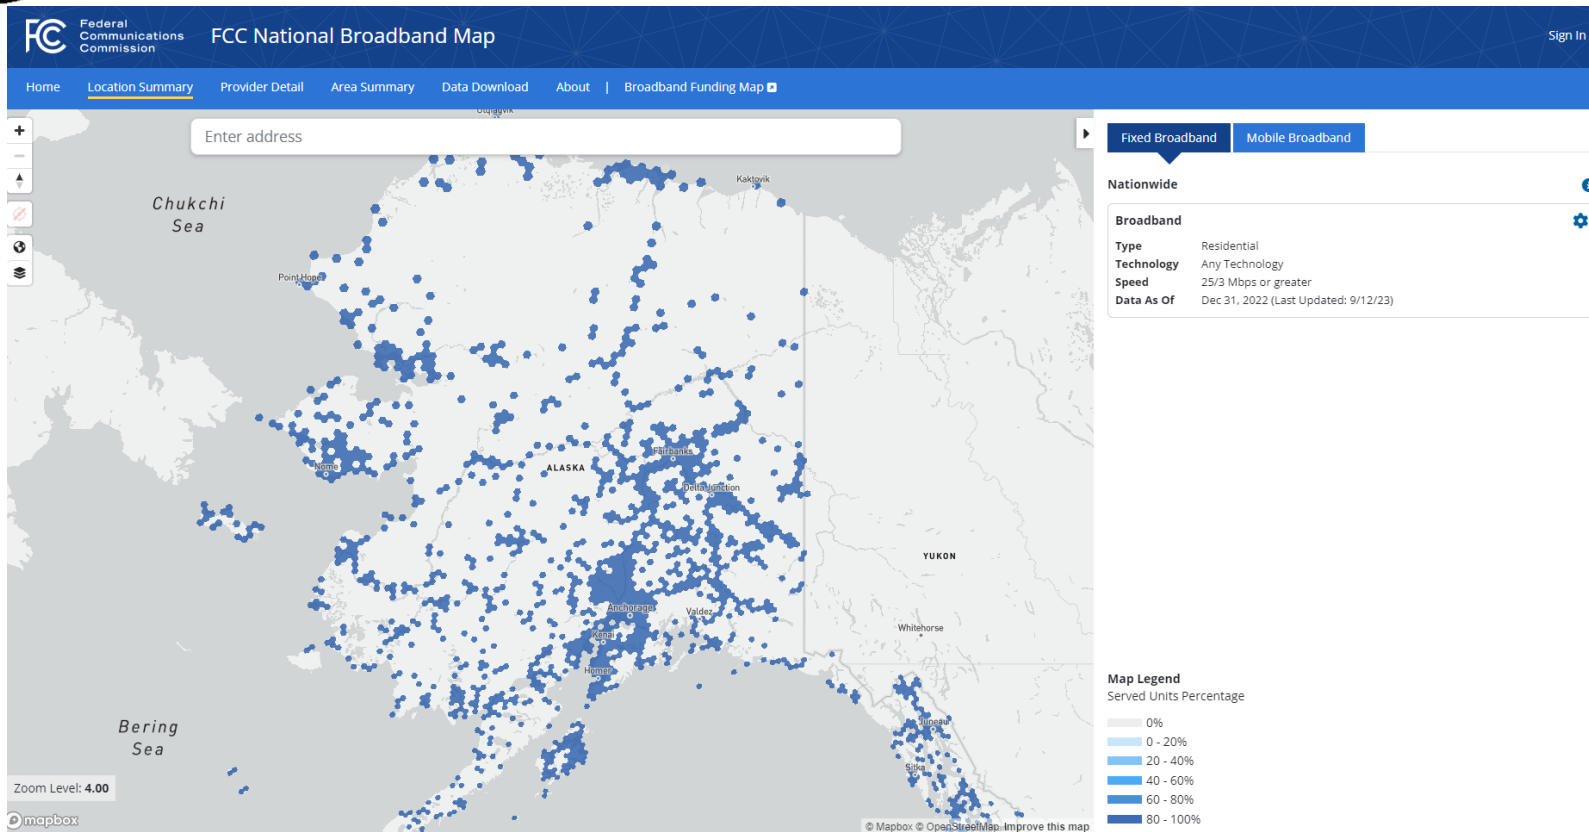 FCC
Federal
Communications
Commission
FCC National Broadband Map
Sign In
Home
Location Summary
Provider Detail
Area Summary
Data Download
About
|
Broadband Funding Map
Utqiagvik
Enter address
Chukchi
Sea
Kaktovik
Point Hope
Nome
ALASKA
Fairbanks
Delta Junction
YUKON
Anchorage
Kenai
Valdez
Homer
Whitehorse
Juneau
Sitka
Bering
Sea
Zoom Level: 4.00
mapbox
© Mapbox © OpenStreetMap Improve this map
Fixed Broadband
Mobile Broadband
Nationwide
Broadband
Type Residential
Technology Any Technology
Speed 25/3 Mbps or greater
Data As Of Dec 31, 2022 (Last Updated: 9/12/23)
Map Legend
Served Units Percentage
0%
0 - 20%
20 - 40%
40 - 60%
60 - 80%
80 - 100%